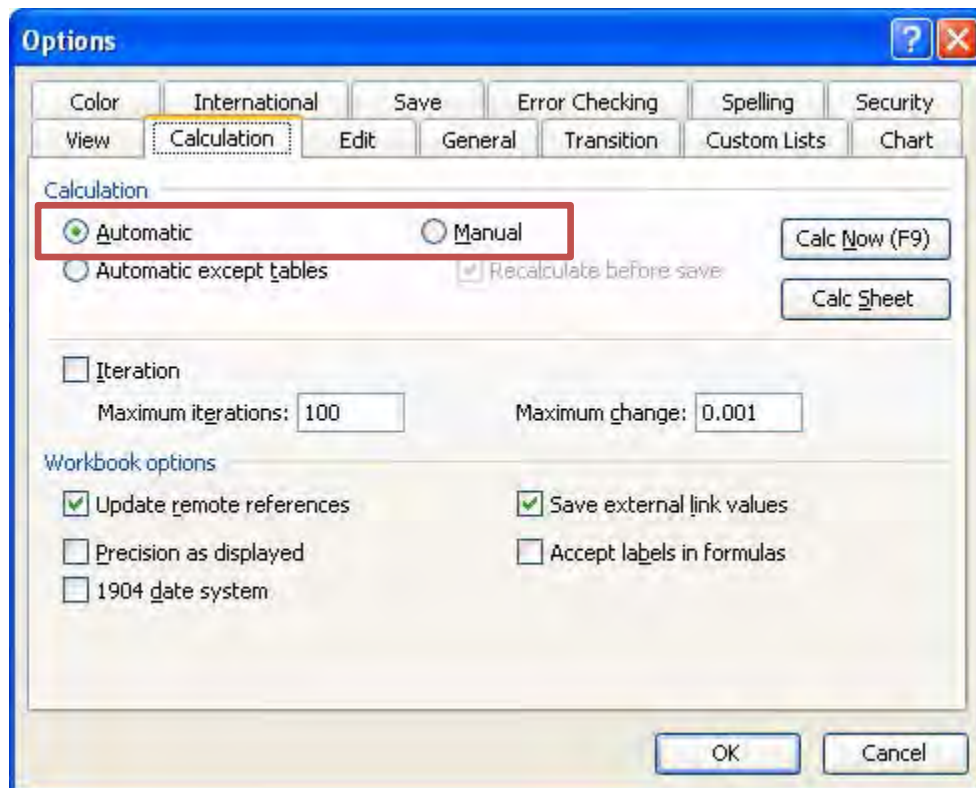 Options
Color International Save Error Checking Spelling Security
View Calculation Edit General Transition Custom Lists Chart
Calculation
Automatic Manual Calc Now (F9)
Automatic except tables Recalculate before save
Calc Sheet
Iteration
Maximum iterations: 100 Maximum change: 0.001
Workbook options
Update remote references Save external link values
Precision as displayed Accept labels in formulas
1904 date system
OK Cancel